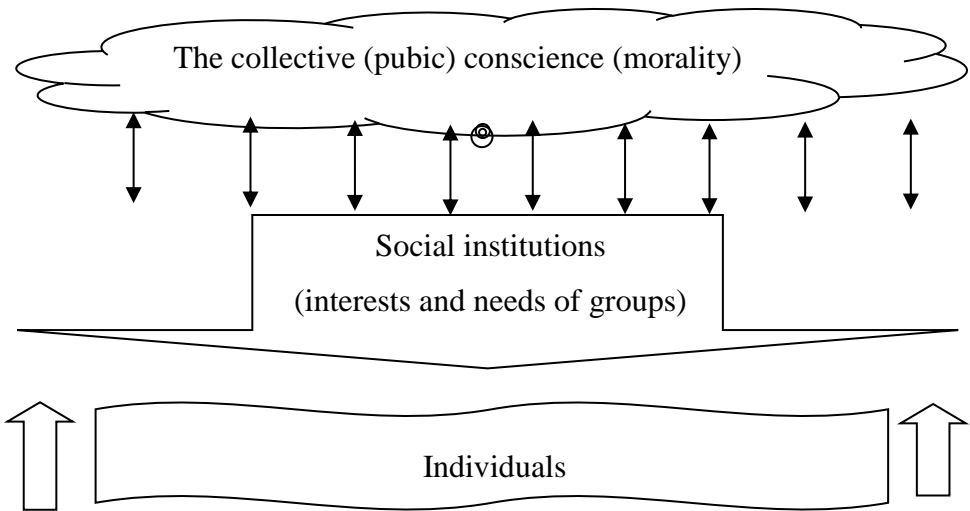 The collective (pubic) conscience (morality)
Social institutions
(interests and needs of groups)
Individuals